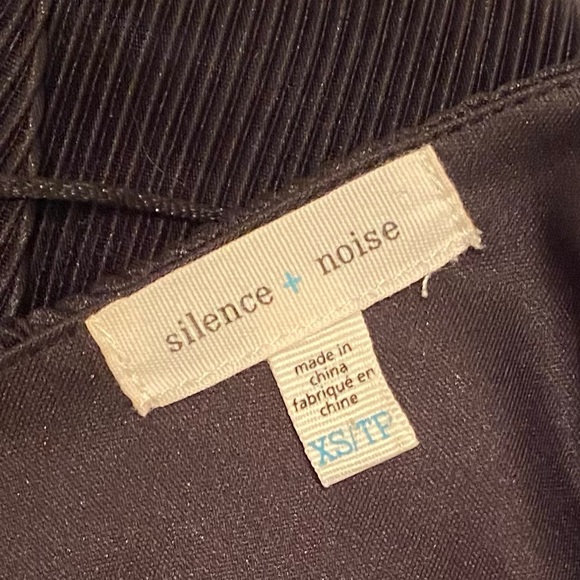 silence + noise
made in
china
fabriqué en
chine
XS/TP